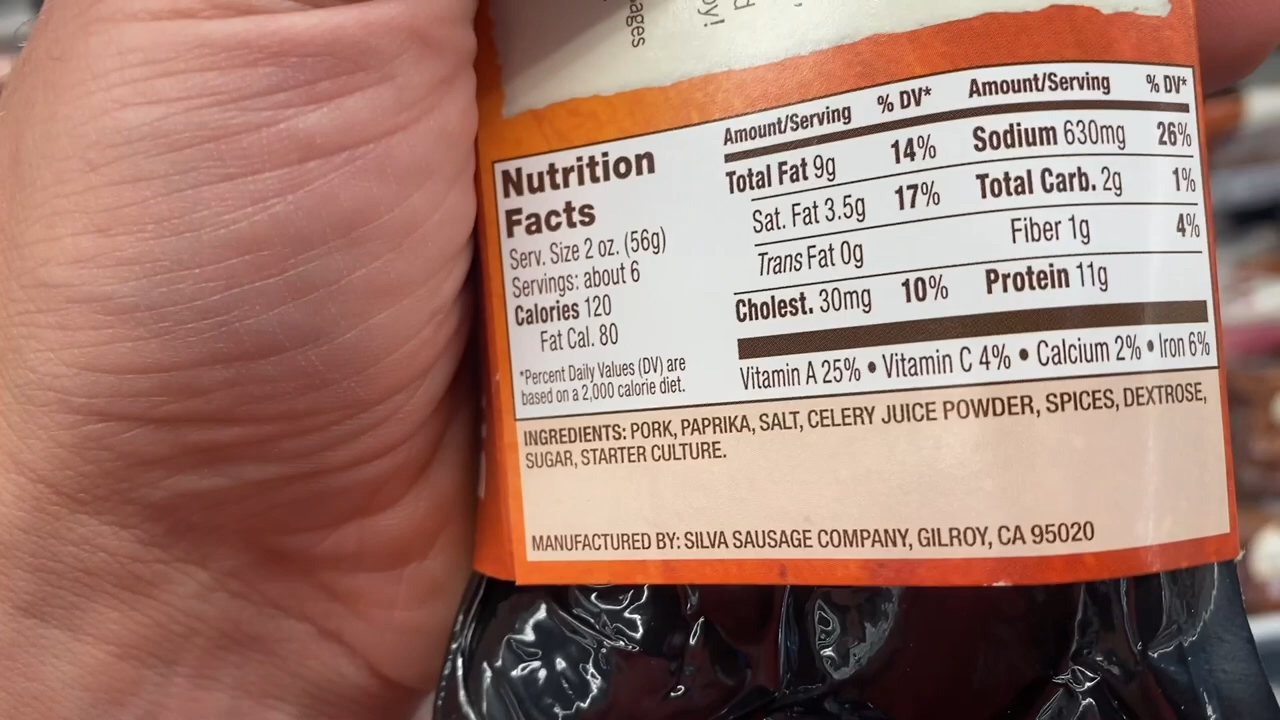 ages
oy!
d
Nutrition
Facts
Serv. Size 2 oz. (56g)
Servings: about 6
Calories 120
Fat Cal. 80
*Percent Daily Values (DV) are
based on a 2,000 calorie diet.
Amount/Serving % DV* Amount/Serving % DV*
Total Fat 9g 14% Sodium 630mg 26%
Sat. Fat 3.5g 17% Total Carb. 2g 1%
Trans Fat 0g Fiber 1g 4%
Cholest. 30mg 10% Protein 11g
Vitamin A 25% • Vitamin C 4% • Calcium 2% • Iron 6%
INGREDIENTS: PORK, PAPRIKA, SALT, CELERY JUICE POWDER, SPICES, DEXTROSE,
SUGAR, STARTER CULTURE.
MANUFACTURED BY: SILVA SAUSAGE COMPANY, GILROY, CA 95020